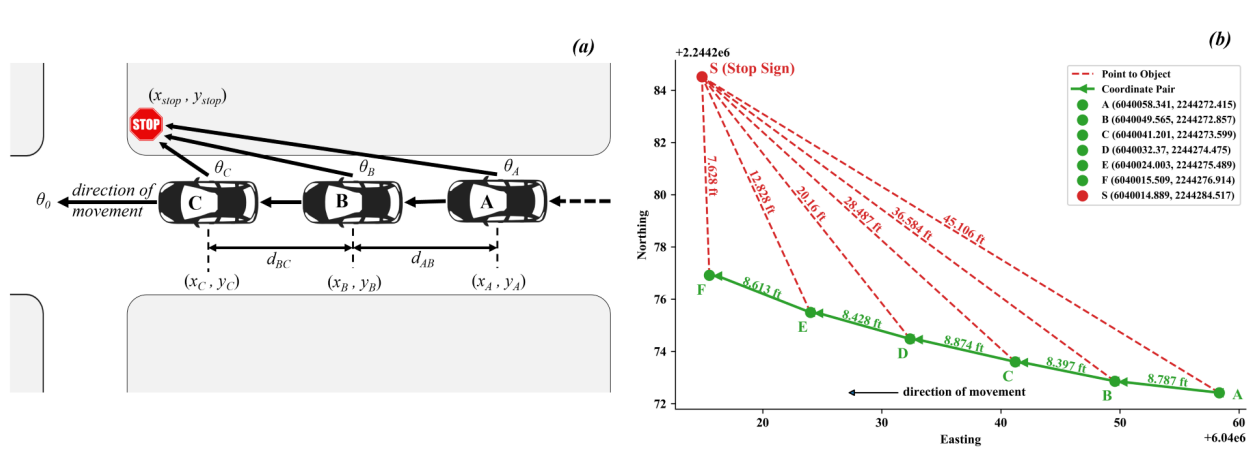 (a)
(x_stop , y_stop)
STOP
θ_C
θ_B
θ_A
θ_0
direction of
movement
C
B
A
d_BC
d_AB
(x_C , y_C)
(x_B , y_B)
(x_A , y_A)
(b)
+2.2442e6
S (Stop Sign)
Point to Object
Coordinate Pair
A (6040058.341, 2244272.415)
B (6040049.565, 2244272.857)
C (6040041.201, 2244273.599)
D (6040032.37, 2244274.475)
E (6040024.003, 2244275.489)
F (6040015.509, 2244276.914)
S (6040014.889, 2244284.517)
84
82
80
78
76
74
72
Northing
7.628 ft
12.828 ft
20.16 ft
28.487 ft
36.584 ft
45.106 ft
8.613 ft
8.428 ft
8.874 ft
8.397 ft
8.787 ft
F
E
D
C
B
A
direction of movement
20
30
40
50
60
Easting
+6.04e6